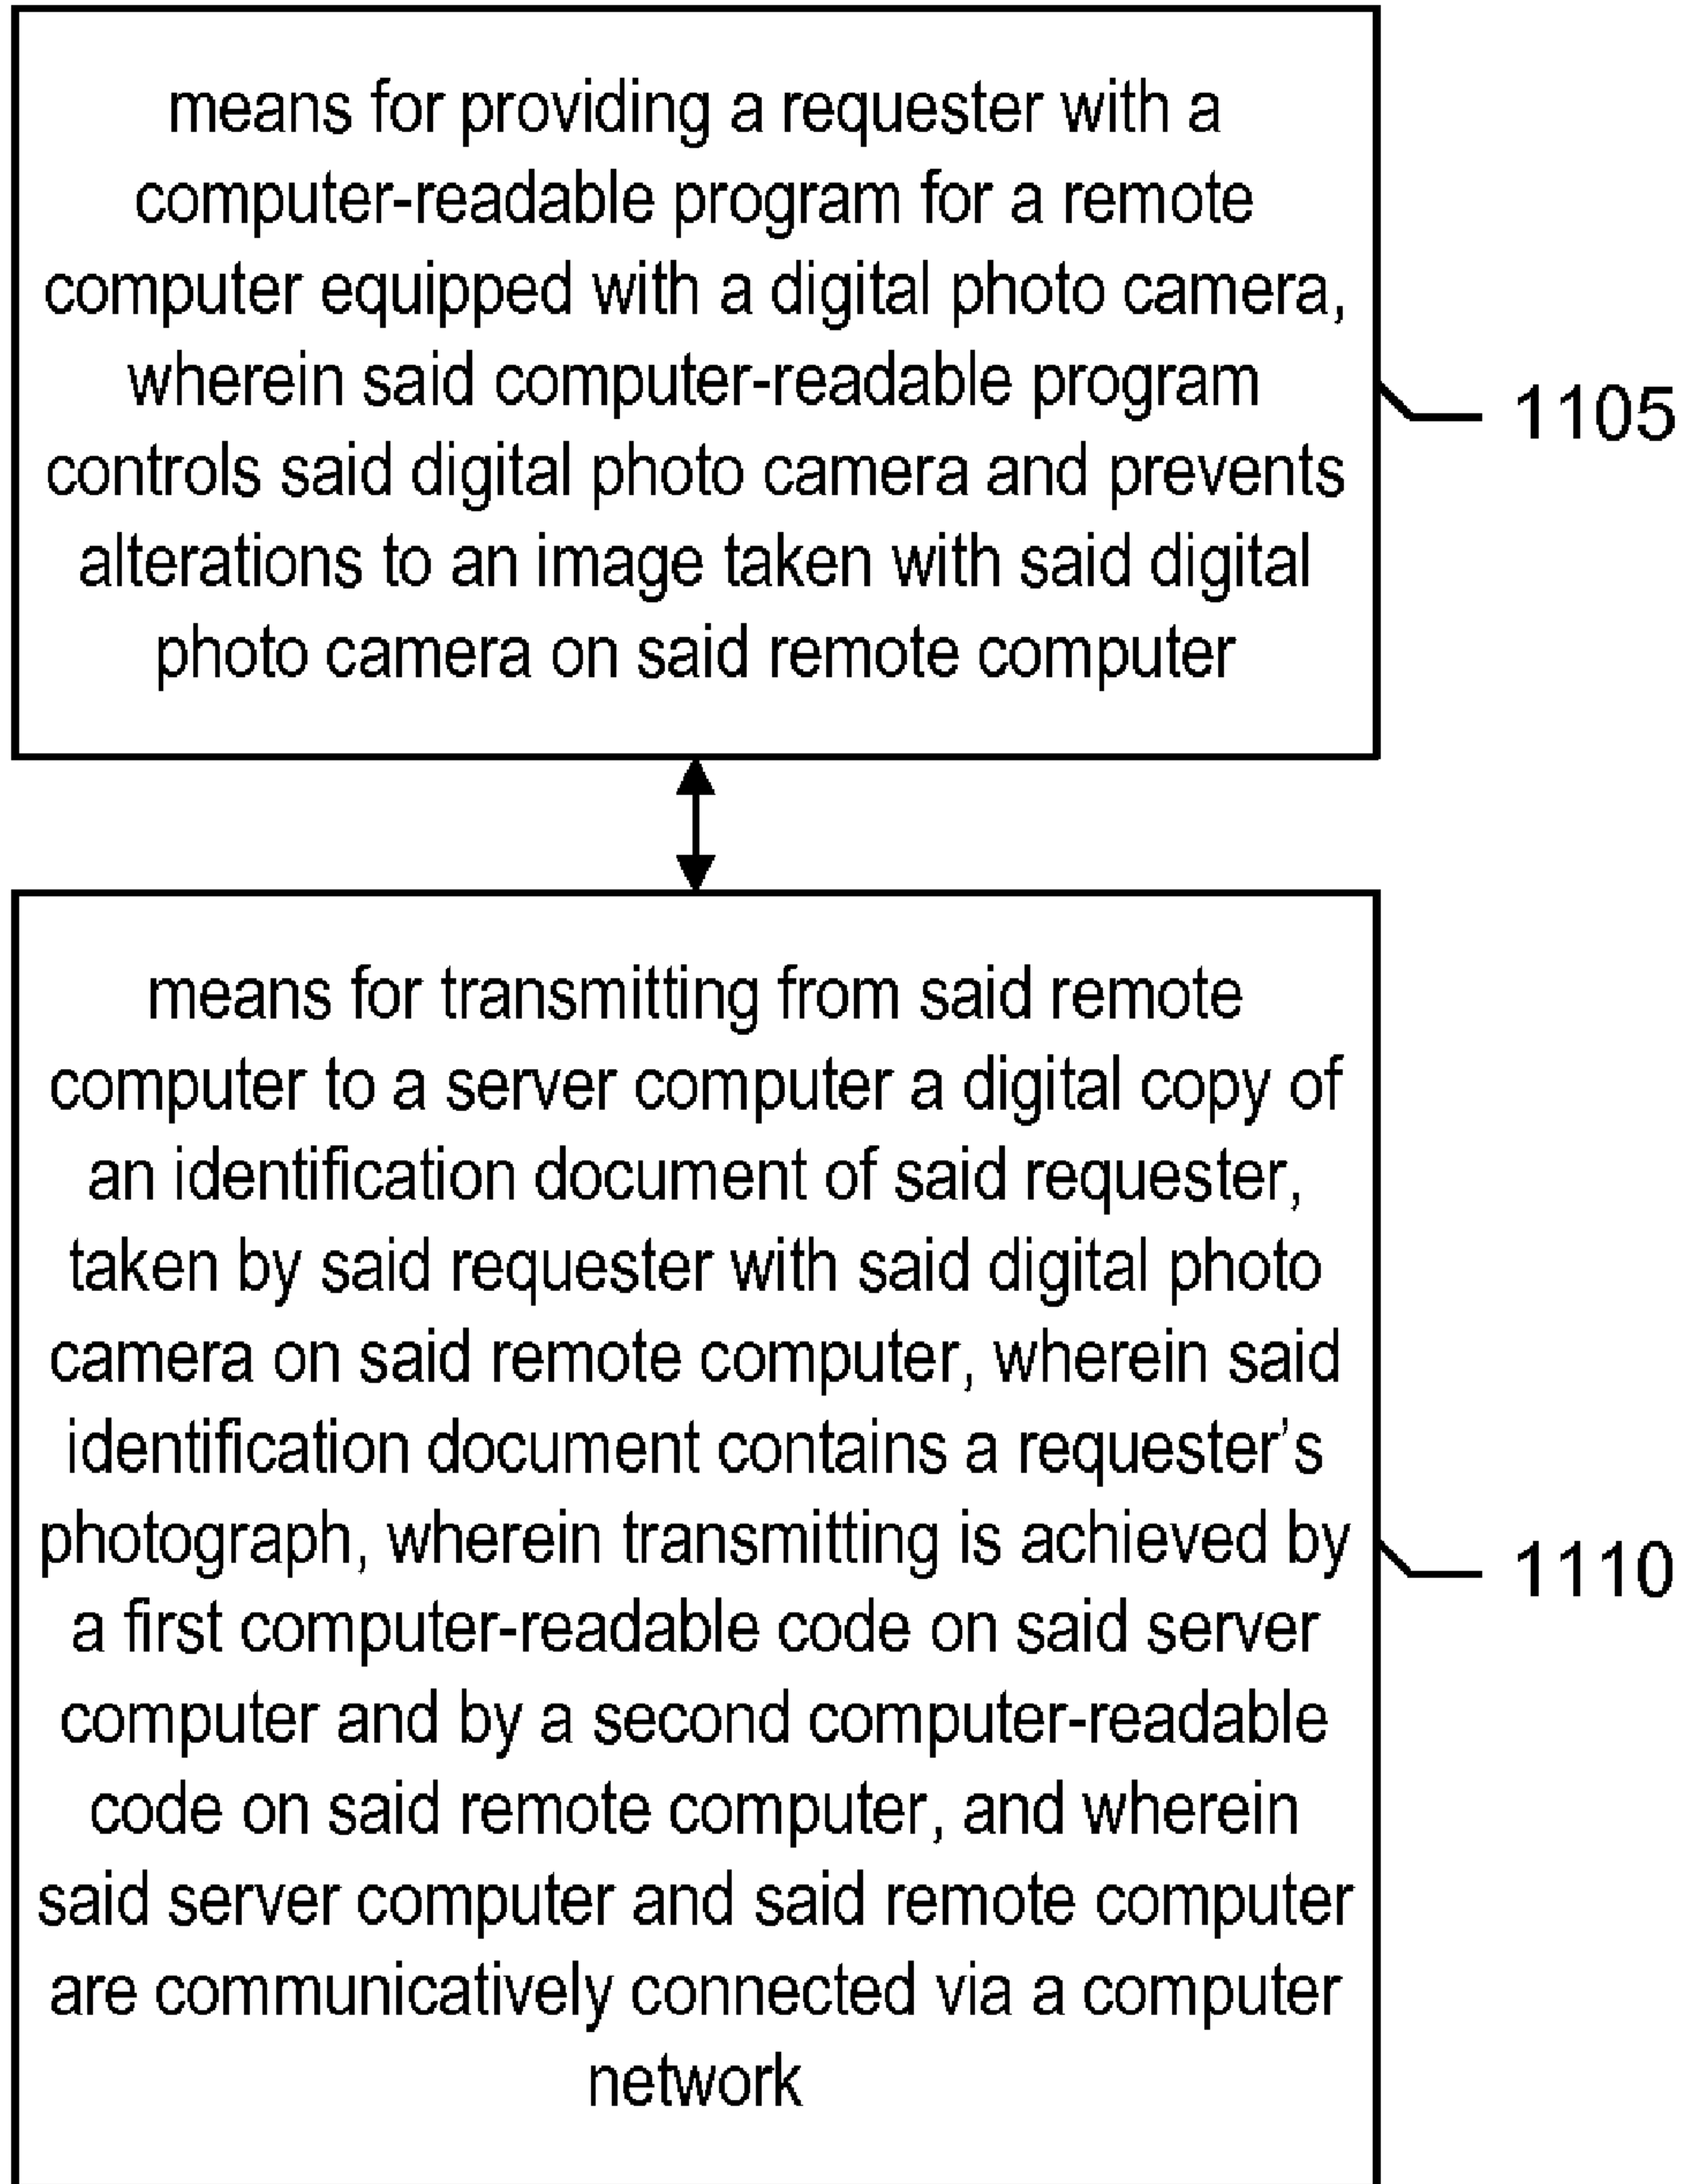 means for providing a requester with a
computer-readable program for a remote
computer equipped with a digital photo camera,
wherein said computer-readable program
controls said digital photo camera and prevents
alterations to an image taken with said digital
photo camera on said remote computer
1105
means for transmitting from said remote
computer to a server computer a digital copy of
an identification document of said requester,
taken by said requester with said digital photo
camera on said remote computer, wherein said
identification document contains a requester’s
photograph, wherein transmitting is achieved by
a first computer-readable code on said server
computer and by a second computer-readable
code on said remote computer, and wherein
said server computer and said remote computer
are communicatively connected via a computer
network
1110